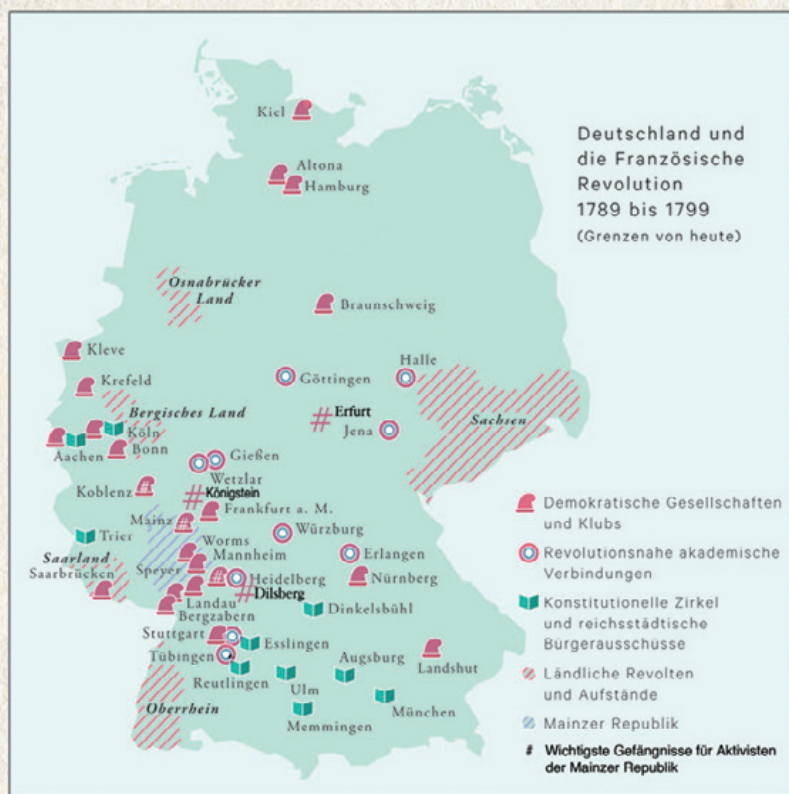 Deutschland und
die Französische
Revolution
1789 bis 1799
(Grenzen von heute)
Kiel
Altona
Hamburg
Osnabrücker
Land
Braunschweig
Kleve
Krefeld
Göttingen
Halle
Bergisches Land
Erfurt
Jena
Sachsen
Köln
Aachen
Bonn
Gießen
Wetzlar
Koblenz
Königstein
Frankfurt a. M.
Mainz
Trier
Würzburg
Worms
Mannheim
Erlangen
Saarland
Saarbrücken
Speyer
Heidelberg
Nürnberg
Dilsberg
Landau
Bergzabern
Dinkelsbühl
Stuttgart
Esslingen
Tübingen
Augsburg
Landshut
Reutlingen
Ulm
München
Oberrhein
Memmingen
Demokratische Gesellschaften
und Klubs
Revolutionsnahe akademische
Verbindungen
Konstitutionelle Zirkel
und reichsstädtische
Bürgerausschüsse
Ländliche Revolten
und Aufstände
Mainzer Republik
# Wichtigste Gefängnisse für Aktivisten
der Mainzer Republik